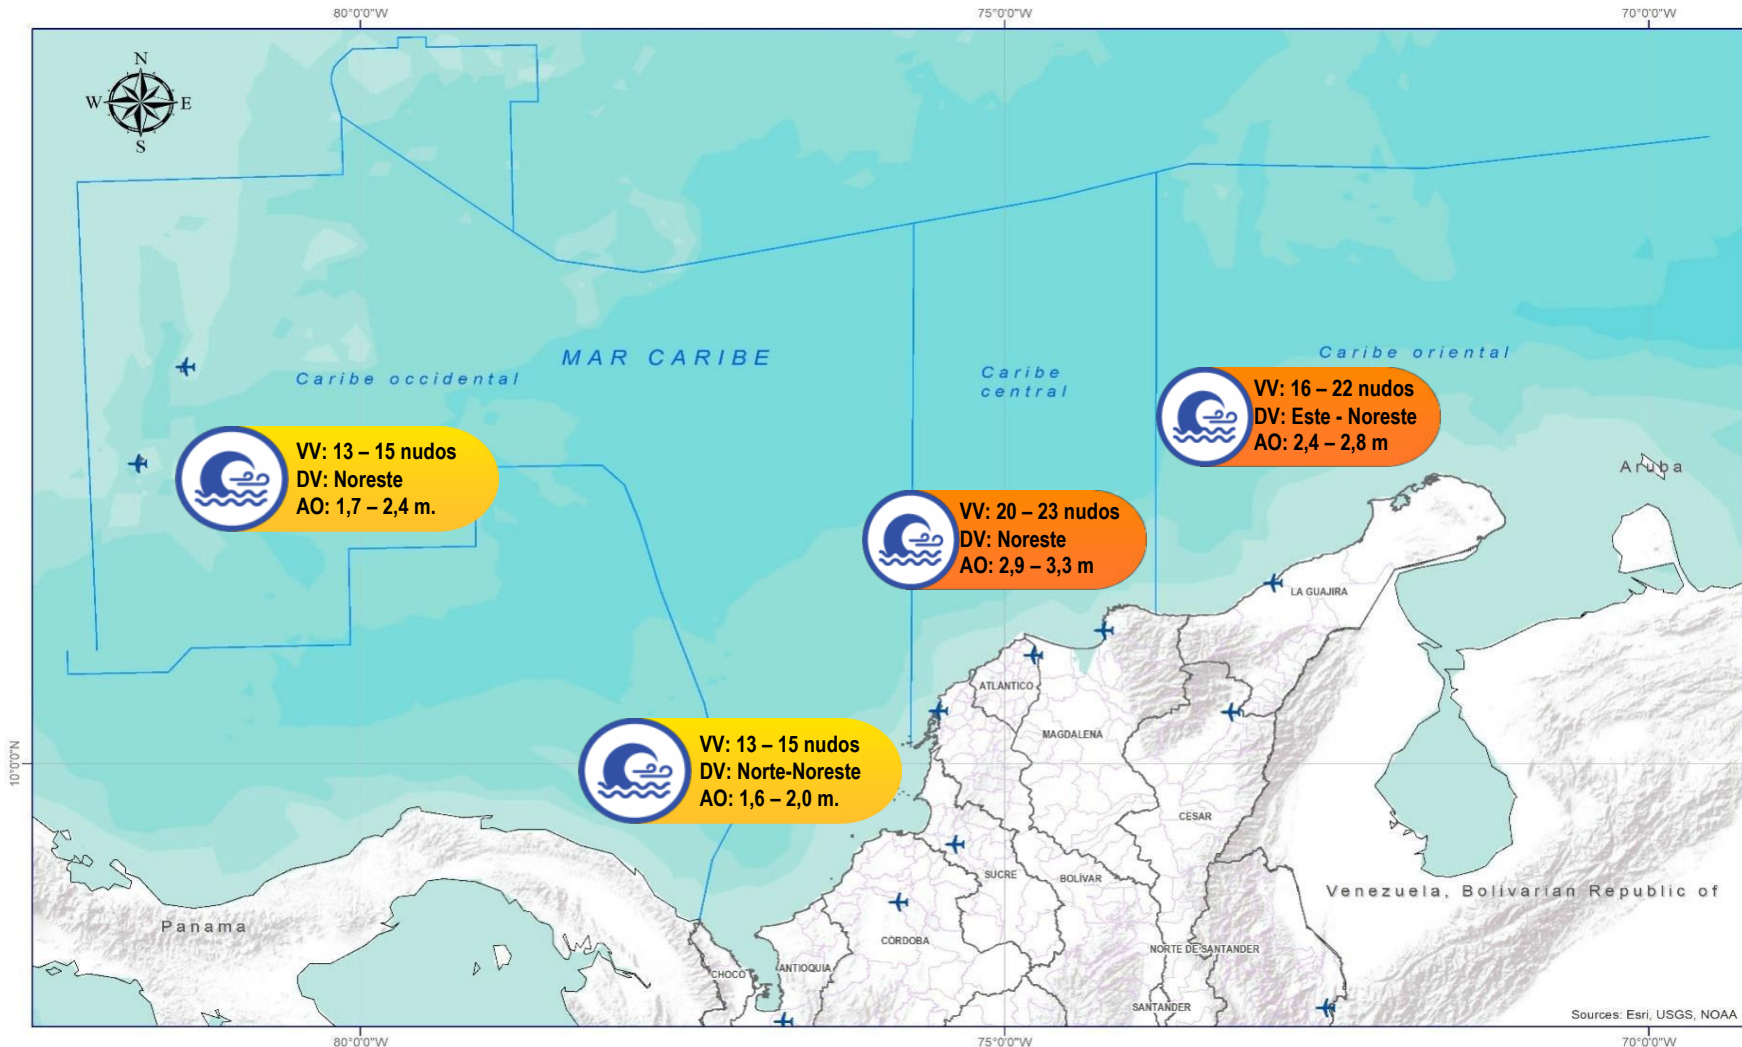 80°0'0"W
75°0'0"W
70°0'0"W
N
W
E
S
MAR CARIBE
Caribe occidental
Caribe
central
Caribe oriental
VV: 16 – 22 nudos
DV: Este - Noreste
AO: 2,4 – 2,8 m
VV: 13 – 15 nudos
DV: Noreste
AO: 1,7 – 2,4 m.
Aruba
VV: 20 – 23 nudos
DV: Noreste
AO: 2,9 – 3,3 m
LA GUAJIRA
ATLÁNTICO
MAGDALENA
VV: 13 – 15 nudos
DV: Norte-Noreste
AO: 1,6 – 2,0 m.
10°0'0"N
CESAR
SUCRE
BOLÍVAR
Venezuela, Bolivarian Republic of
Panama
CÓRDOBA
NORTE DE SANTANDER
CHOCÓ
ANTIOQUIA
SANTANDER
Sources: Esri, USGS, NOAA
80°0'0"W
75°0'0"W
70°0'0"W